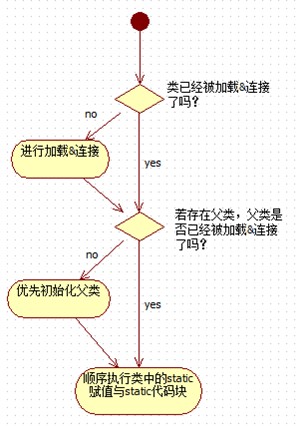 类已经被加载&连接
了吗？
no
进行加载&连接
yes
若存在父类，父类是
否已经被加载&连接
了吗？
no
优先初始化父类
yes
顺序执行类中的static
赋值与static代码块